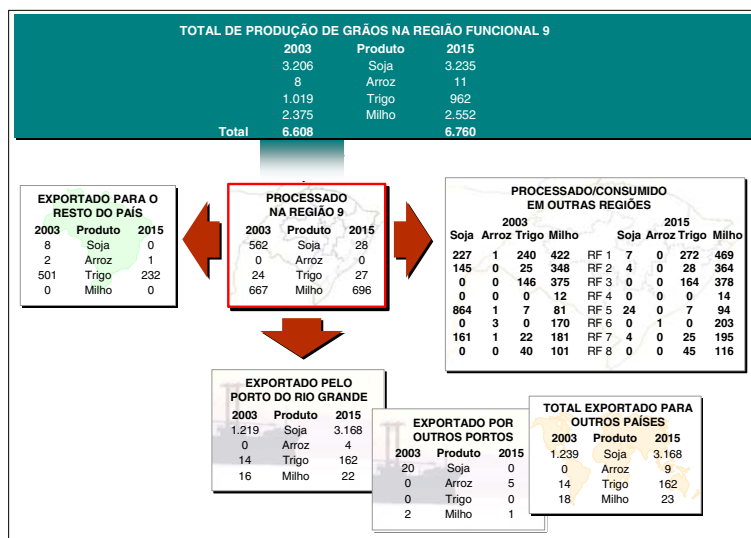 TOTAL DE PRODUÇÃO DE GRÃOS NA REGIÃO FUNCIONAL 9
2003 Produto 2015
3.206 Soja 3.235
8 Arroz 11
1.019 Trigo 962
2.375 Milho 2.552
Total 6.608 6.760
EXPORTADO PARA O
RESTO DO PAÍS
2003 Produto 2015
8 Soja 0
2 Arroz 1
501 Trigo 232
0 Milho 0
PROCESSADO
NA REGIÃO 9
2003 Produto 2015
562 Soja 28
0 Arroz 0
24 Trigo 27
667 Milho 696
PROCESSADO/CONSUMIDO
EM OUTRAS REGIÕES
2003 2015
Soja Arroz Trigo Milho Soja Arroz Trigo Milho
227 1 240 422 RF 1 7 0 272 469
145 0 25 348 RF 2 4 0 28 364
0 0 146 375 RF 3 0 0 164 378
0 0 0 12 RF 4 0 0 0 14
864 1 7 81 RF 5 24 0 7 94
0 3 0 170 RF 6 0 1 0 203
161 1 22 181 RF 7 4 0 25 195
0 0 40 101 RF 8 0 0 45 116
EXPORTADO PELO
PORTO DO RIO GRANDE
2003 Produto 2015
1.219 Soja 3.168
0 Arroz 4
14 Trigo 162
16 Milho 22
EXPORTADO POR
OUTROS PORTOS
2003 Produto 2015
20 Soja 0
0 Arroz 5
0 Trigo 0
2 Milho 1
TOTAL EXPORTADO PARA
OUTROS PAÍSES
2003 Produto 2015
1.239 Soja 3.168
0 Arroz 9
14 Trigo 162
18 Milho 23